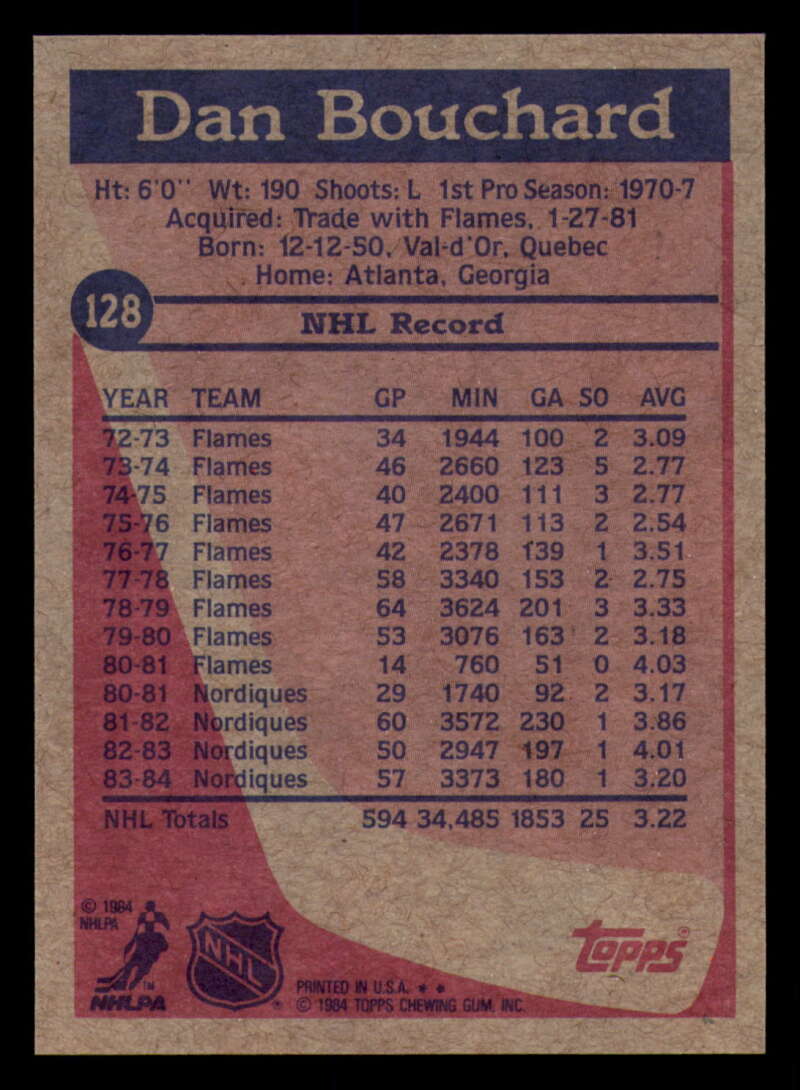 Dan Bouchard
Ht: 6'0" Wt: 190 Shoots: L 1st Pro Season: 1970-7
Acquired: Trade with Flames, 1-27-81
Born: 12-12-50, Val-d'Or, Quebec
Home: Atlanta, Georgia
128
NHL Record
YEAR TEAM GP MIN GA SO AVG
72-73 Flames 34 1944 100 2 3.09
73-74 Flames 46 2660 123 5 2.77
74-75 Flames 40 2400 111 3 2.77
75-76 Flames 47 2671 113 2 2.54
76-77 Flames 42 2378 139 1 3.51
77-78 Flames 58 3340 153 2 2.75
78-79 Flames 64 3624 201 3 3.33
79-80 Flames 53 3076 163 2 3.18
80-81 Flames 14 760 51 0 4.03
80-81 Nordiques 29 1740 92 2 3.17
81-82 Nordiques 60 3572 230 1 3.86
82-83 Nordiques 50 2947 197 1 4.01
83-84 Nordiques 57 3373 180 1 3.20
NHL Totals 594 34,485 1853 25 3.22
© 1984
NHLPA
NHLPA ™
NHL ®
PRINTED IN U.S.A. * *
© 1984 TOPPS CHEWING GUM, INC.
Topps ®